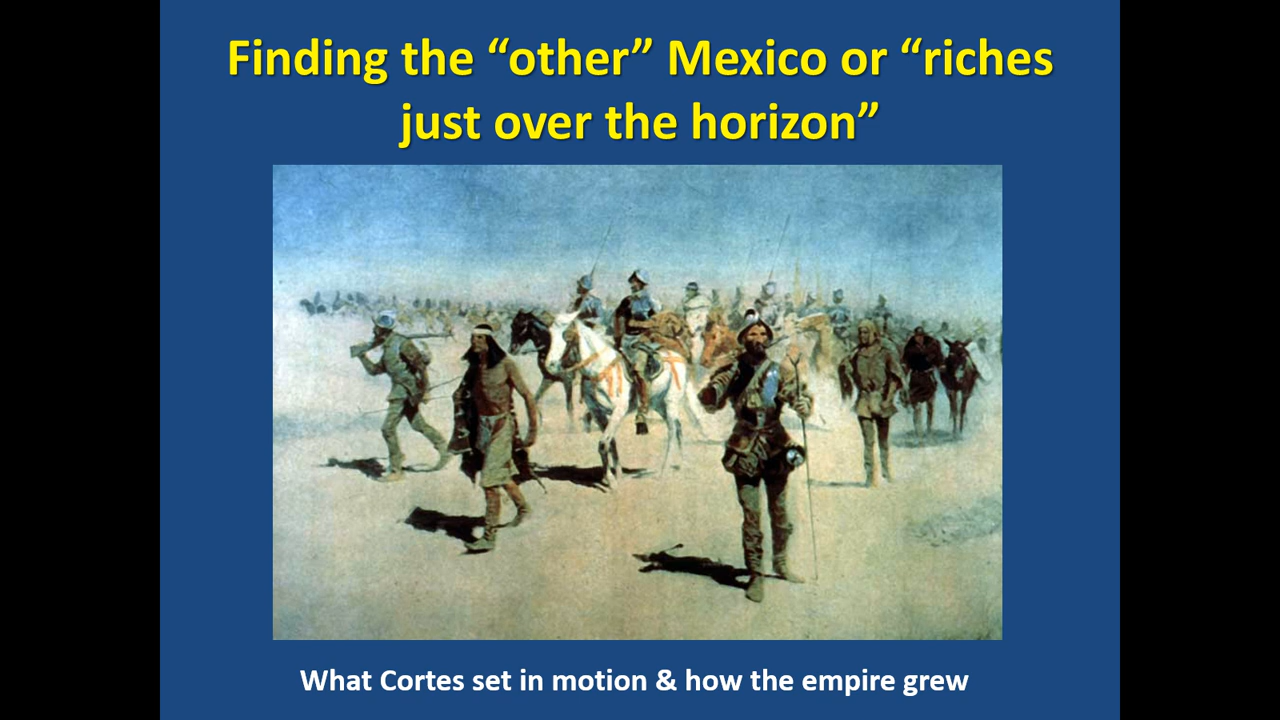 Finding the “other” Mexico or “riches
just over the horizon”
What Cortes set in motion & how the empire grew